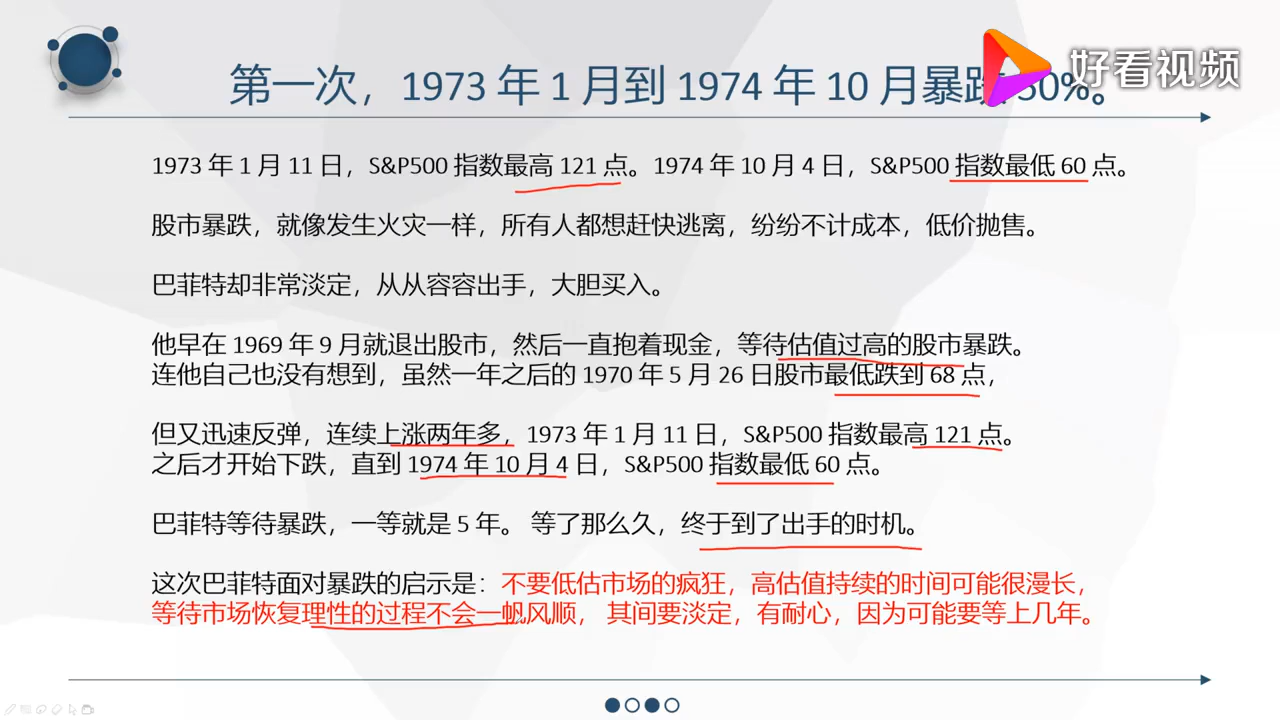 好看视频
第一次，1973 年 1 月到 1974 年 10 月暴跌 50%。
1973 年 1 月 11 日，S&P500 指数最高 121 点。1974 年 10 月 4 日，S&P500 指数最低 60 点。
股市暴跌，就像发生火灾一样，所有人都想赶快逃离，纷纷不计成本，低价抛售。
巴菲特却非常淡定，从从容容出手，大胆买入。
他早在 1969 年 9 月就退出股市，然后一直抱着现金，等待估值过高的股市暴跌。
连他自己也没有想到，虽然一年之后的 1970 年 5 月 26 日股市最低跌到 68 点，
但又迅速反弹，连续上涨两年多，1973 年 1 月 11 日，S&P500 指数最高 121 点。
之后才开始下跌，直到 1974 年 10 月 4 日，S&P500 指数最低 60 点。
巴菲特等待暴跌，一等就是 5 年。 等了那么久，终于到了出手的时机。
这次巴菲特面对暴跌的启示是：不要低估市场的疯狂，高估值持续的时间可能很漫长，
等待市场恢复理性的过程不会一帆风顺， 其间要淡定，有耐心，因为可能要等上几年。